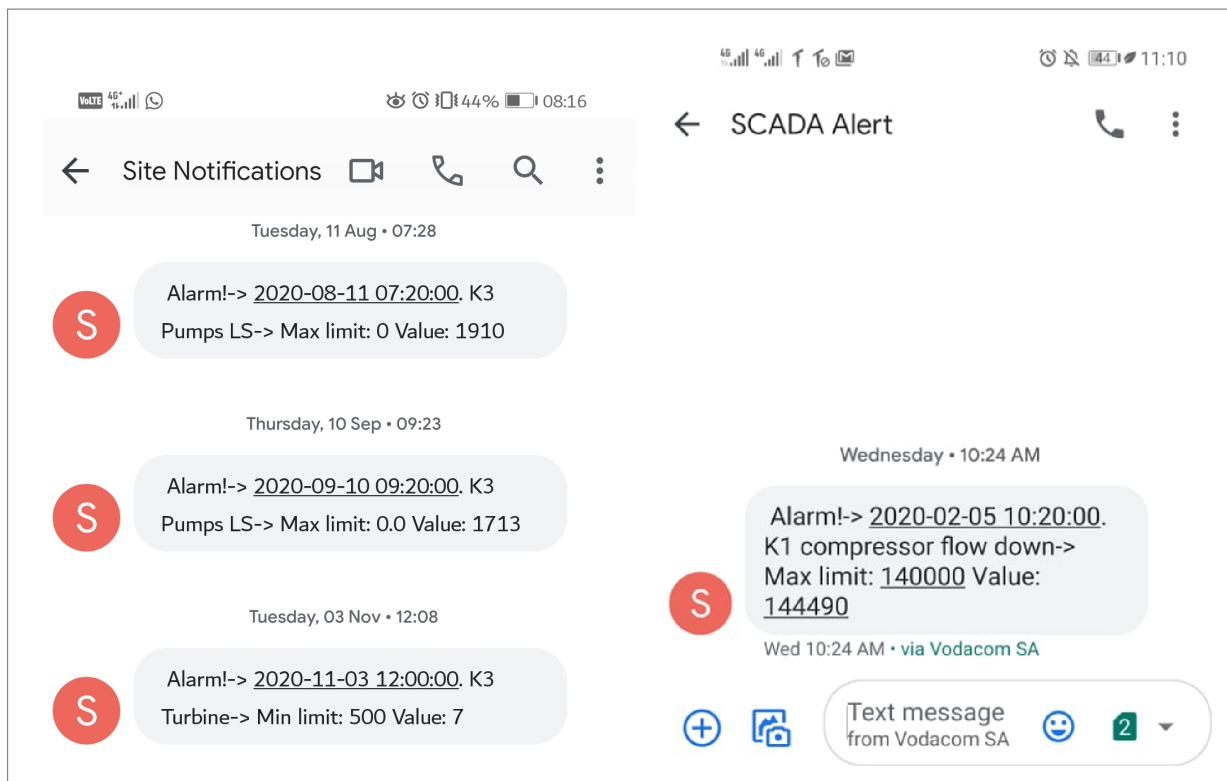 VoLTE 4G+ 44% 08:16
Site Notifications
Tuesday, 11 Aug • 07:28
S
Alarm!-> 2020-08-11 07:20:00. K3
Pumps LS-> Max limit: 0 Value: 1910
Thursday, 10 Sep • 09:23
S
Alarm!-> 2020-09-10 09:20:00. K3
Pumps LS-> Max limit: 0.0 Value: 1713
Tuesday, 03 Nov • 12:08
S
Alarm!-> 2020-11-03 12:00:00. K3
Turbine-> Min limit: 500 Value: 7
4G 4G 44 11:10
SCADA Alert
Wednesday • 10:24 AM
Alarm!-> 2020-02-05 10:20:00.
K1 compressor flow down->
Max limit: 140000 Value:
144490
S
Wed 10:24 AM • via Vodacom SA
Text message
from Vodacom SA
2